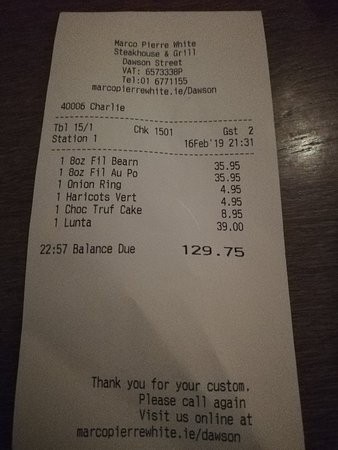 Marco Pierre White
Steakhouse & Grill
Dawson Street
VAT: 6573338P
Tel:01 6771155
marcopierrewhite.ie/Dawson
40006 Charlie
Tbl 15/1 Chk 1501 Gst 2
Station 1 16Feb'19 21:31
1 8oz Fil Bearn 35.95
1 8oz Fil Au Po 35.95
1 Onion Ring 4.95
1 Haricots Vert 4.95
1 Choc Truf Cake 8.95
1 Lunta 39.00
22:57 Balance Due 129.75
Thank you for your custom.
Please call again
Visit us online at
marcopierrewhite.ie/dawson